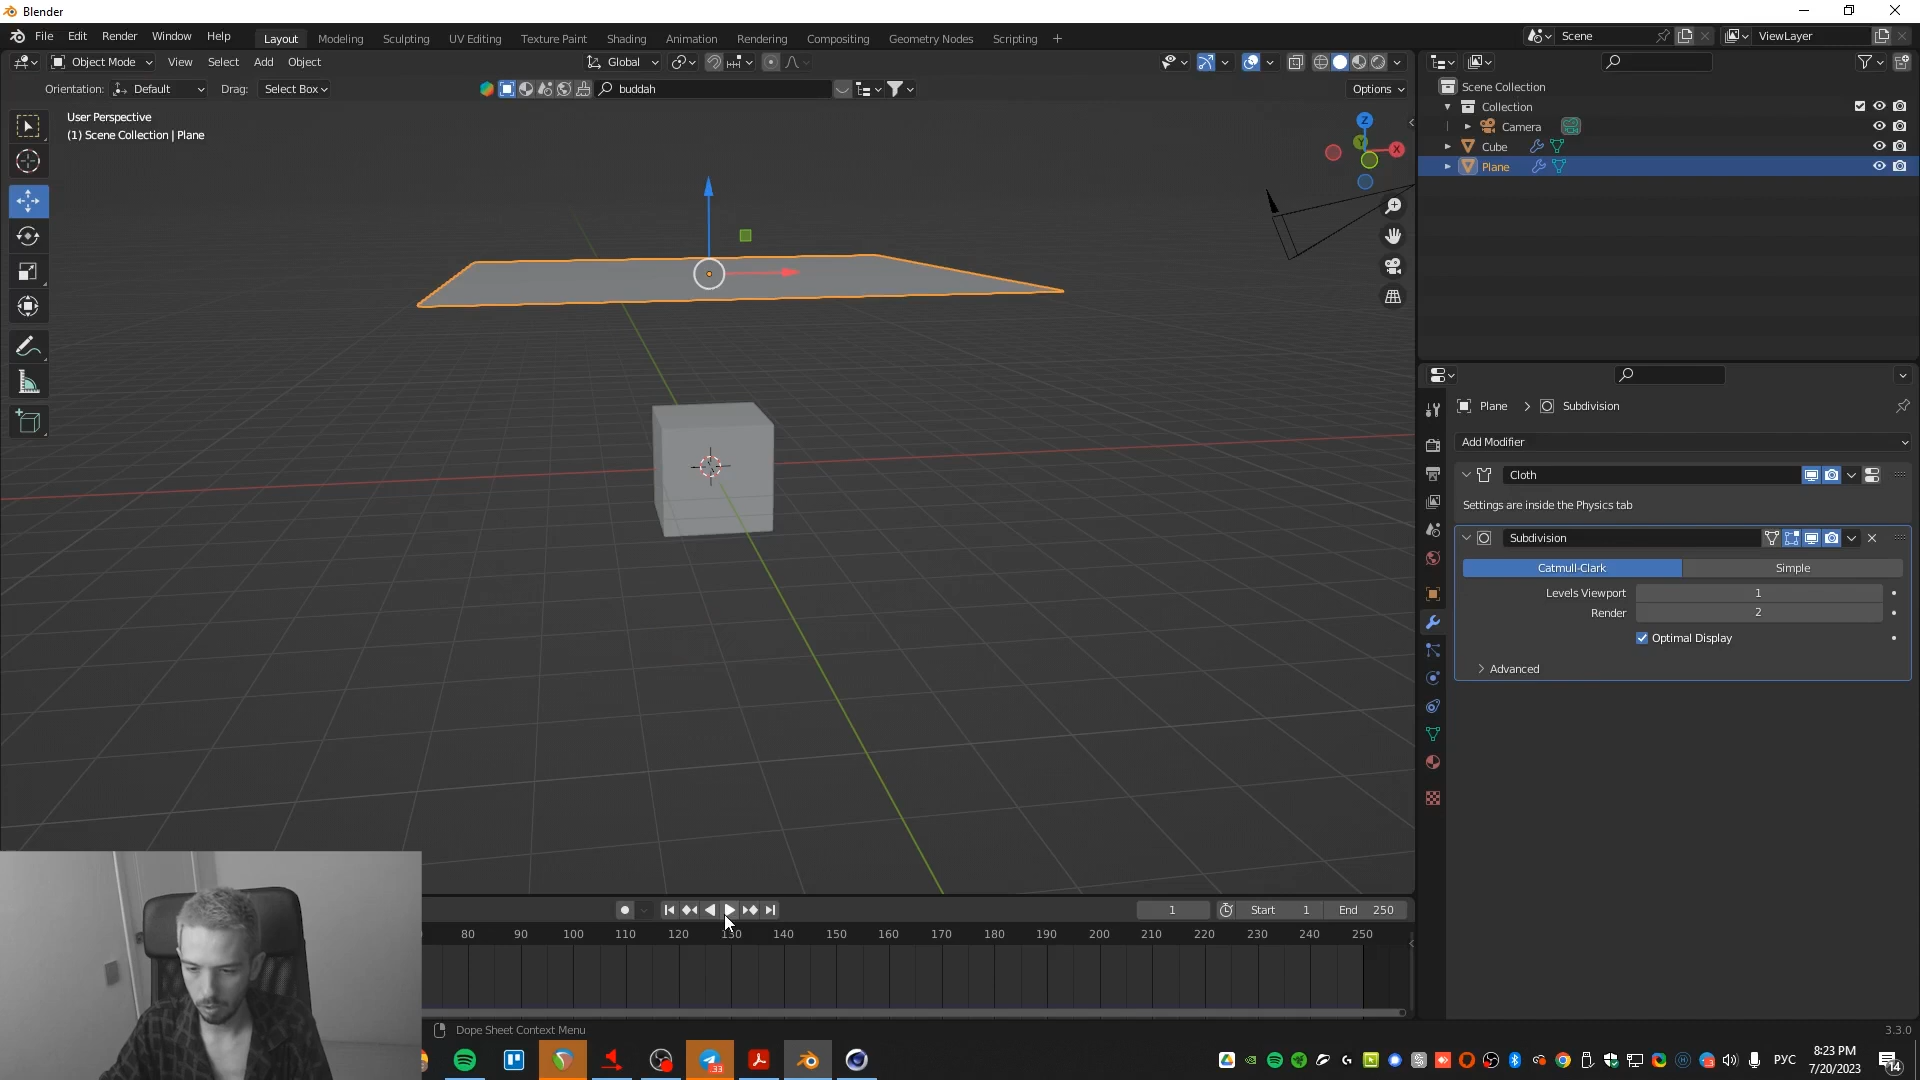 Blender
File Edit Render Window Help
Layout Modeling Sculpting UV Editing Texture Paint Shading Animation Rendering Compositing Geometry Nodes Scripting +
Scene
ViewLayer
Object Mode View Select Add Object
Global
Orientation: Default Drag: Select Box
buddah
Options
User Perspective
(1) Scene Collection | Plane
Z
Y
X
Scene Collection
Collection
Camera
Cube
Plane
Plane > Subdivision
Add Modifier
Cloth
Settings are inside the Physics tab
Subdivision
Catmull-Clark Simple
Levels Viewport 1
Render 2
Optimal Display
Advanced
1 Start 1 End 250
80 90 100 110 120 130 140 150 160 170 180 190 200 210 220 230 240 250
Dope Sheet Context Menu
3.3.0
33
РУС
8:23 PM
7/20/2023
14